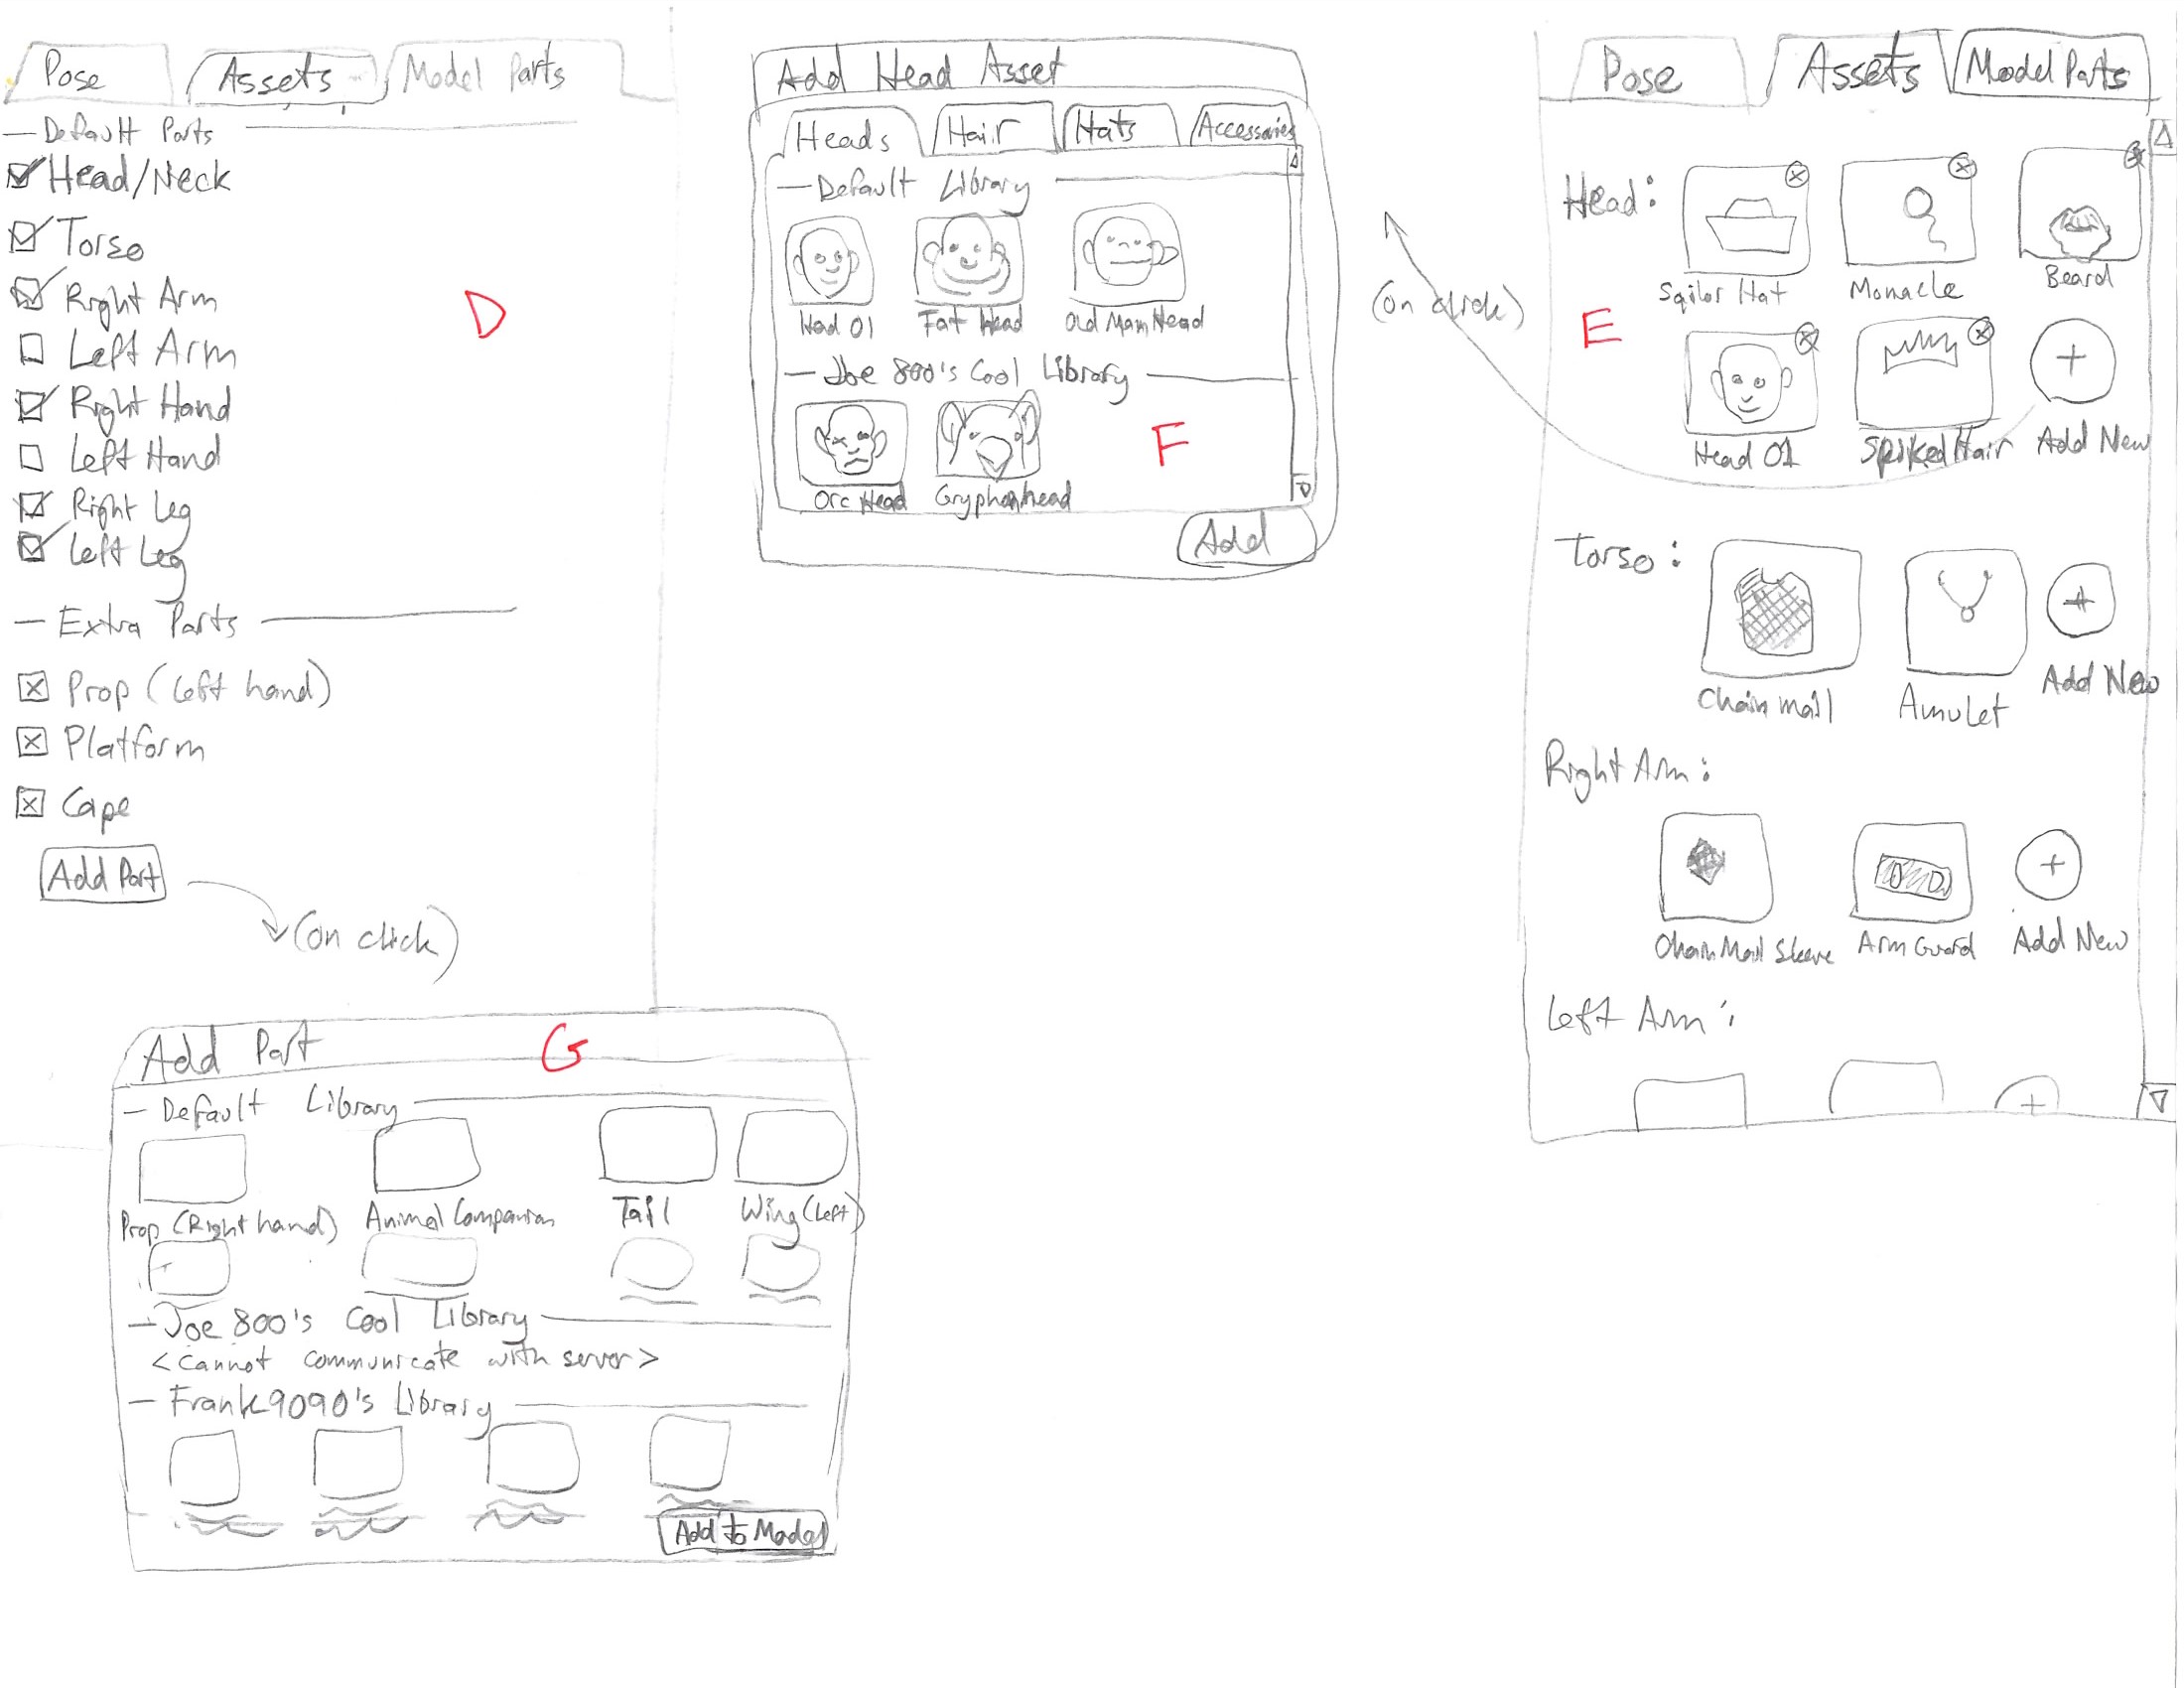 Pose Assets Model Parts
Default Parts
Head/Neck
Torso
Right Arm
Left Arm
Right Hand
Left Hand
Right Leg
Left Leg
Extra Parts
Prop (Left hand)
Platform
Cape
Add Part
(on click)
D
Add Part
G
Default Library
Prop (Right hand) Animal Companion Tail Wing (Left)
Joe 800's Cool Library
<Cannot communicate with server>
Frank9090's Library
Add to Model
Add Head Asset
Heads Hair Hats Accessories
Default Library
Head 01 Fat Head Old Man Head
Joe 800's Cool Library
Orc Head Gryphonhead
F
Add
(on click)
Pose Assets Model Parts
Head:
Sailor Hat Monacle Beard
E
Head 01 Spiked Hair Add New
Torso:
Chain mail Amulet Add New
Right Arm:
Chain Mail Sleeve Arm Guard Add New
Left Arm: